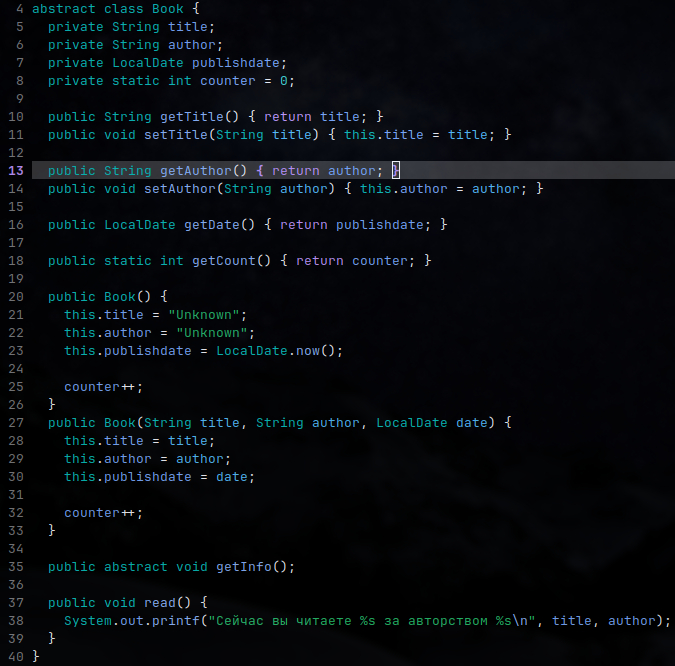 4 abstract class Book {
5   private String title;
6   private String author;
7   private LocalDate publishdate;
8   private static int counter = 0;
9
10   public String getTitle() { return title; }
11   public void setTitle(String title) { this.title = title; }
12
13   public String getAuthor() { return author; }
14   public void setAuthor(String author) { this.author = author; }
15
16   public LocalDate getDate() { return publishdate; }
17
18   public static int getCount() { return counter; }
19
20   public Book() {
21     this.title = "Unknown";
22     this.author = "Unknown";
23     this.publishdate = LocalDate.now();
24
25     counter++;
26   }
27   public Book(String title, String author, LocalDate date) {
28     this.title = title;
29     this.author = author;
30     this.publishdate = date;
31
32     counter++;
33   }
34
35   public abstract void getInfo();
36
37   public void read() {
38     System.out.printf("Сейчас вы читаете %s за авторством %s\n", title, author);
39   }
40 }